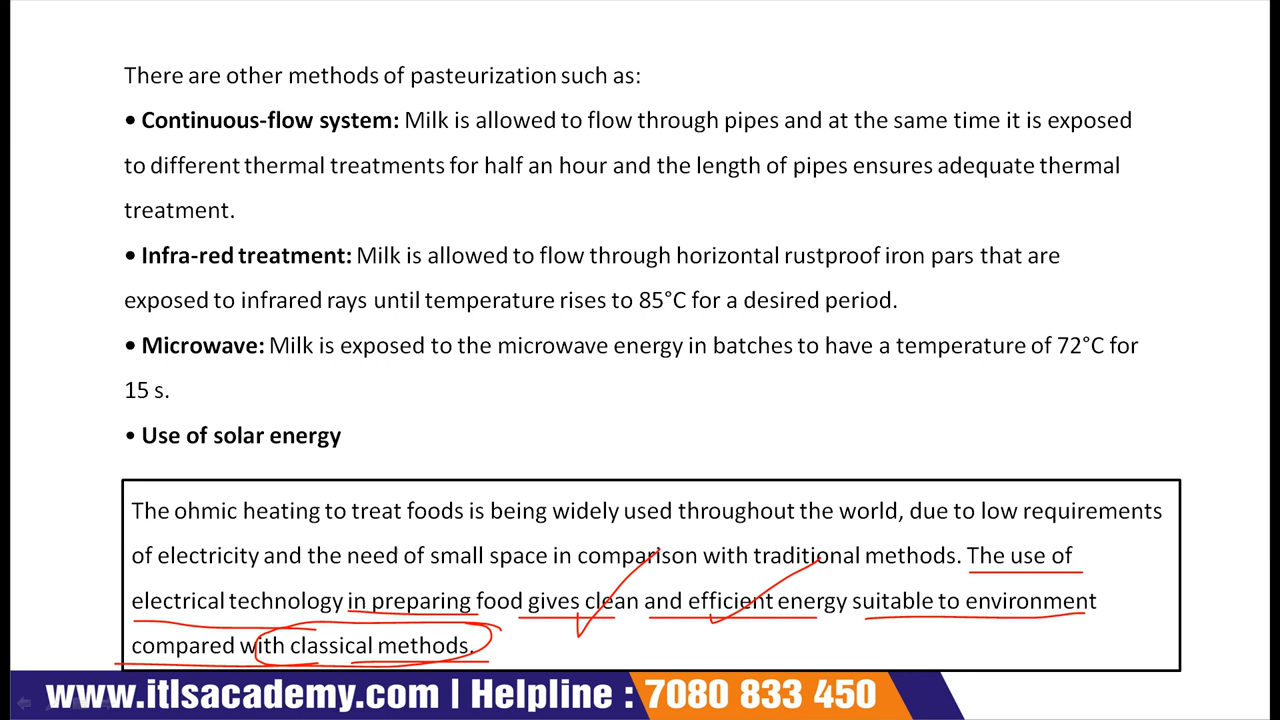 There are other methods of pasteurization such as:
• Continuous-flow system: Milk is allowed to flow through pipes and at the same time it is exposed
to different thermal treatments for half an hour and the length of pipes ensures adequate thermal
treatment.
• Infra-red treatment: Milk is allowed to flow through horizontal rustproof iron pars that are
exposed to infrared rays until temperature rises to 85°C for a desired period.
• Microwave: Milk is exposed to the microwave energy in batches to have a temperature of 72°C for
15 s.
• Use of solar energy
The ohmic heating to treat foods is being widely used throughout the world, due to low requirements
of electricity and the need of small space in comparison with traditional methods. The use of
electrical technology in preparing food gives clean and efficient energy suitable to environment
compared with classical methods.
www.itlsacademy.com | Helpline : 7080 833 450